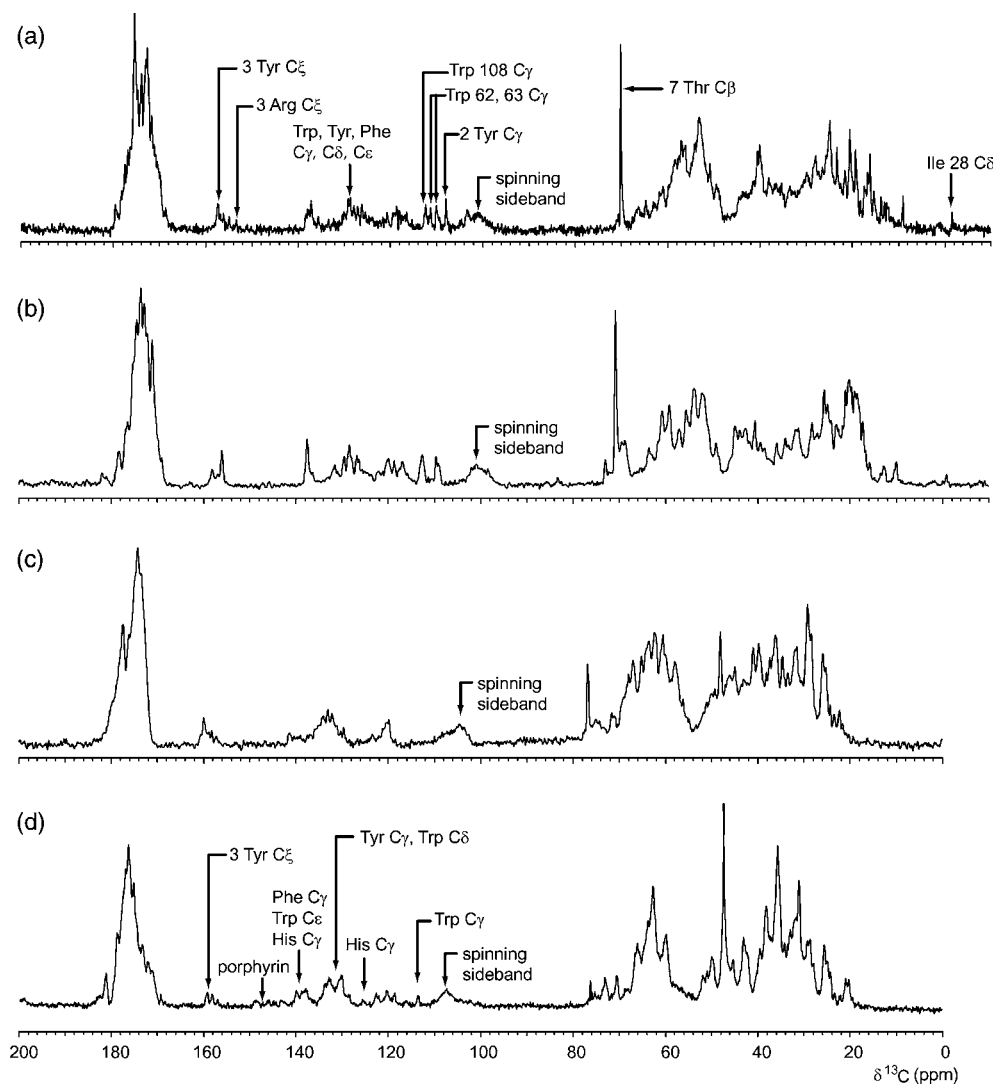 (a)
3 Tyr Cξ
3 Arg Cξ
Trp, Tyr, Phe
Cγ, Cδ, Cε
Trp 108 Cγ
Trp 62, 63 Cγ
2 Tyr Cγ
spinning
sideband
7 Thr Cβ
Ile 28 Cδ
(b)
spinning
sideband
(c)
spinning
sideband
(d)
3 Tyr Cξ
porphyrin
Phe Cγ
Trp Cε
His Cγ
Tyr Cγ, Trp Cδ
His Cγ
Trp Cγ
spinning
sideband
200 180 160 140 120 100 80 60 40 20 0
δ¹³C (ppm)